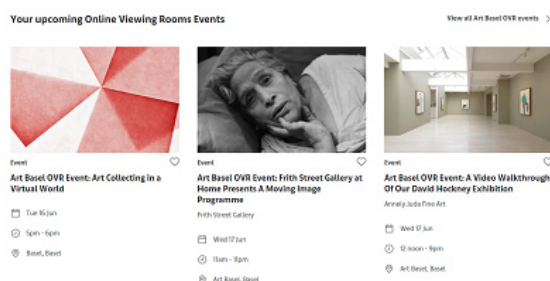 Your upcoming Online Viewing Rooms Events
View all Art Basel OVR events
Event
Art Basel OVR Event: Art Collecting in a
Virtual World
Tue 16 Jun
5pm - 6pm
Basel, Basel
Event
Art Basel OVR Event: Frith Street Gallery at
Home Presents A Moving Image
Programme
Frith Street Gallery
Wed 17 Jun
11am - 11pm
Art Basel, Basel
Event
Art Basel OVR Event: A Video Walkthrough
Of Our David Hockney Exhibition
Annely Juda Fine Art
Wed 17 Jun
12 noon - 9pm
Art Basel, Basel